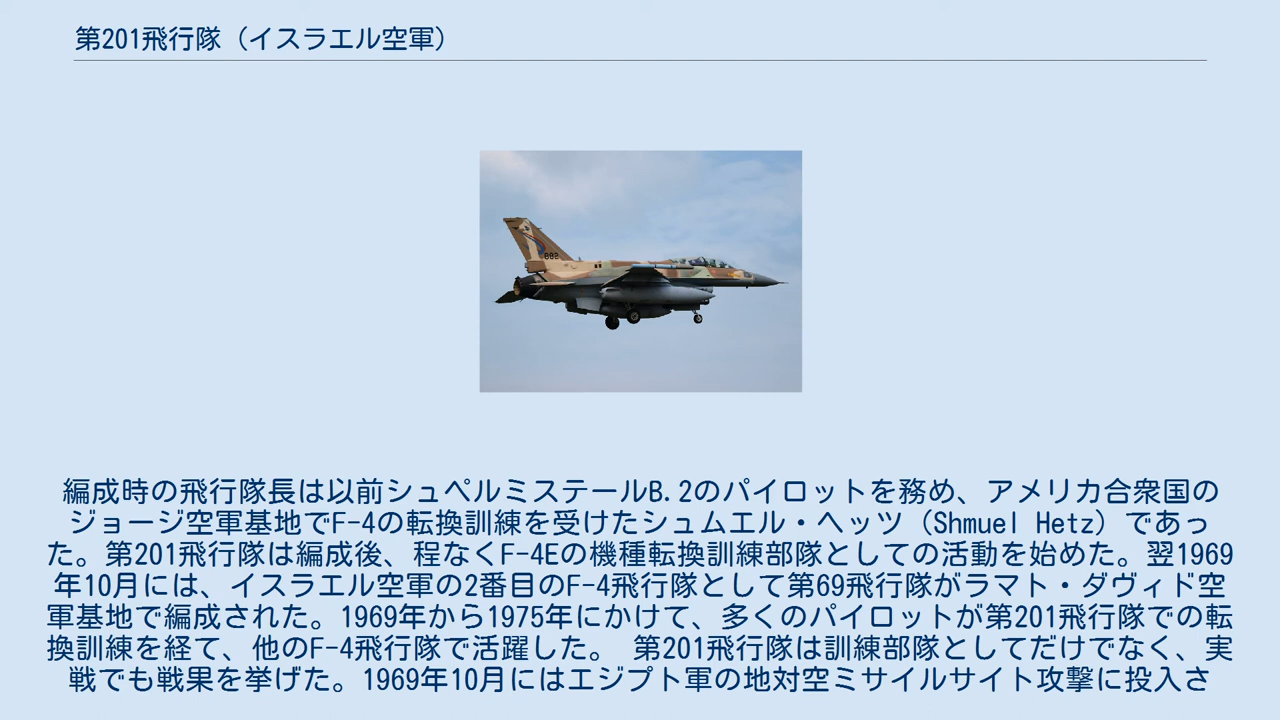 第201飛行隊（イスラエル空軍）
882
編成時の飛行隊長は以前シュペルミステールB.2のパイロットを務め、アメリカ合衆国の
ジョージ空軍基地でF-4の転換訓練を受けたシュムエル・ヘッツ（Shmuel Hetz）であっ
た。第201飛行隊は編成後、程なくF-4Eの機種転換訓練部隊としての活動を始めた。翌1969
年10月には、イスラエル空軍の2番目のF-4飛行隊として第69飛行隊がラマト・ダヴィド空
軍基地で編成された。1969年から1975年にかけて、多くのパイロットが第201飛行隊での転
換訓練を経て、他のF-4飛行隊で活躍した。 第201飛行隊は訓練部隊としてだけでなく、実
戦でも戦果を挙げた。1969年10月にはエジプト軍の地対空ミサイルサイト攻撃に投入さ